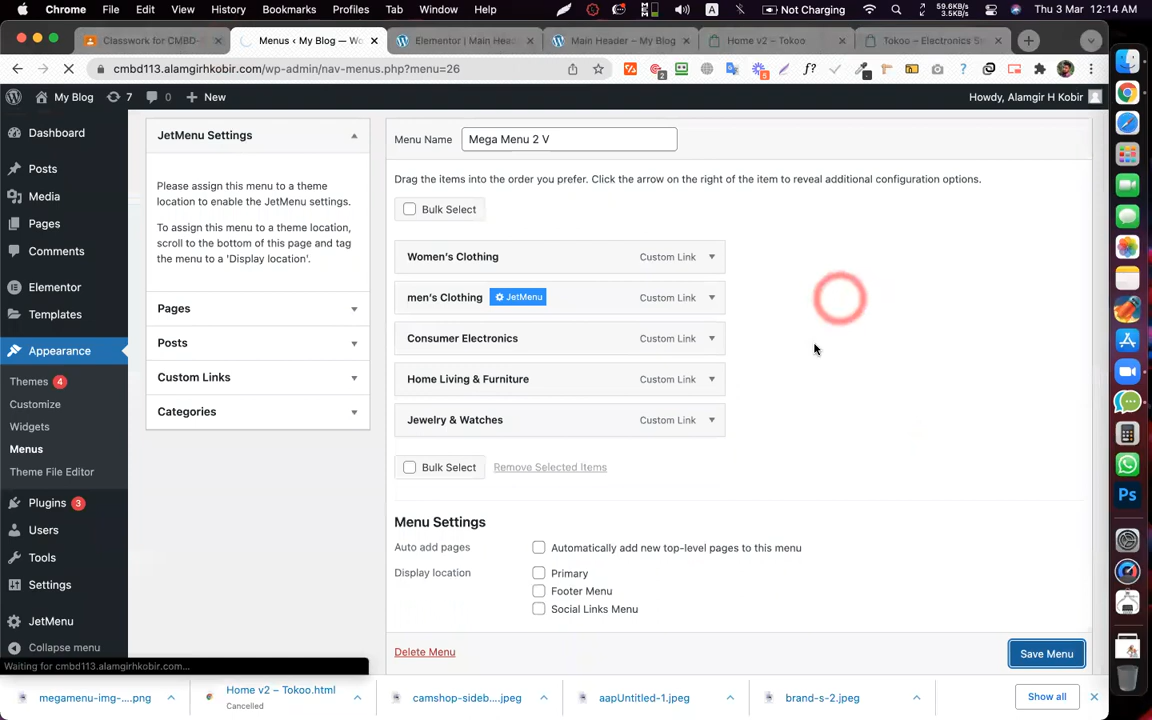 Chrome File Edit View History Bookmarks Profiles Tab Window Help A Not Charging 59.6KB/s 3.5KB/s Thu 3 Mar 12:14 AM
Classwork for CMBD- Menus ‹ My Blog — Wo Elementor | Main Head Main Header – My Blog Home v2 – Tokoo Tokoo – Electronics S
cmbd113.alamgirhkobir.com/wp-admin/nav-menus.php?menu=26
My Blog 7 0 New Howdy, Alamgir H Kobir
Dashboard
Posts
Media
Pages
Comments
Elementor
Templates
Appearance
Themes 4
Customize
Widgets
Menus
Theme File Editor
Plugins 3
Users
Tools
Settings
JetMenu
Collapse menu
Waiting for cmbd113.alamgirhkobir.com...
JetMenu Settings
Please assign this menu to a theme
location to enable the JetMenu settings.
To assign this menu to a theme location,
scroll to the bottom of this page and tag
the menu to a 'Display location'.
Pages
Posts
Custom Links
Categories
Menu Name Mega Menu 2 V
Drag the items into the order you prefer. Click the arrow on the right of the item to reveal additional configuration options.
Bulk Select
Women's Clothing Custom Link
men's Clothing JetMenu Custom Link
Consumer Electronics Custom Link
Home Living & Furniture Custom Link
Jewelry & Watches Custom Link
Bulk Select Remove Selected Items
Menu Settings
Auto add pages Automatically add new top-level pages to this menu
Display location Primary
Footer Menu
Social Links Menu
Delete Menu Save Menu
megamenu-img-....png Home v2 – Tokoo.html camshop-sideb....jpeg aapUntitled-1.jpeg brand-s-2.jpeg Show all
Cancelled